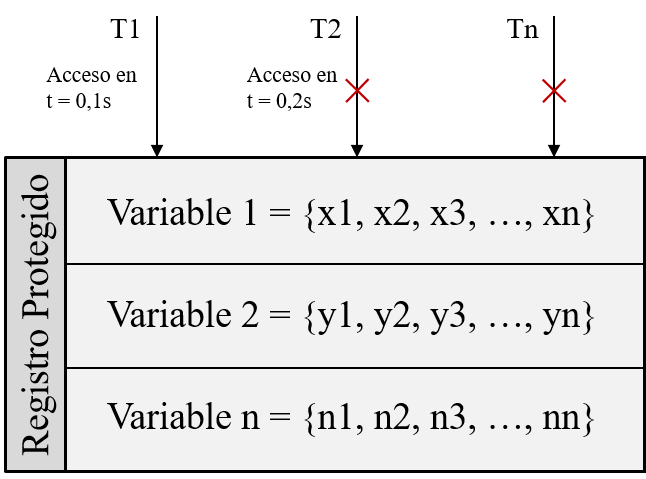 T1
T2
Tn
Acceso en
t = 0,1s
Acceso en
t = 0,2s
Registro Protegido
Variable 1 = {x1, x2, x3, …, xn}
Variable 2 = {y1, y2, y3, …, yn}
Variable n = {n1, n2, n3, …, nn}